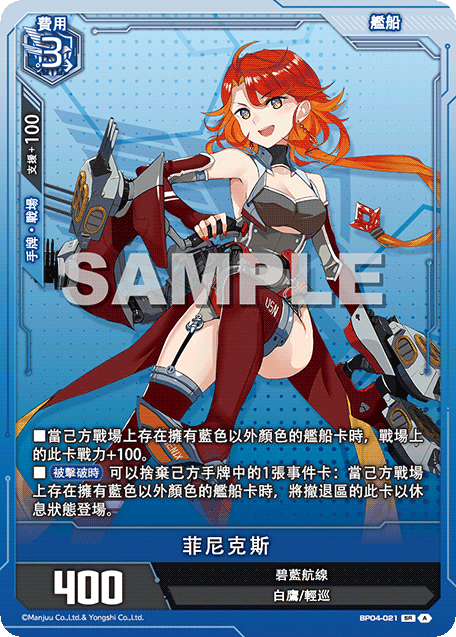 費用
3
艦船
支援+100
手牌·戰場
SAMPLE
USN
■當己方戰場上存在擁有藍色以外顏色的艦船卡時，戰場上
的此卡戰力+100。
■被擊破時 可以捨棄己方手牌中的1張事件卡：當己方戰場
上存在擁有藍色以外顏色的艦船卡時，將撤退區的此卡以休
息狀態登場。
菲尼克斯
400
碧藍航線
白鷹/輕巡
©Manjuu Co.,Ltd.& Yongshi Co.,Ltd.
BP04-021 SR A